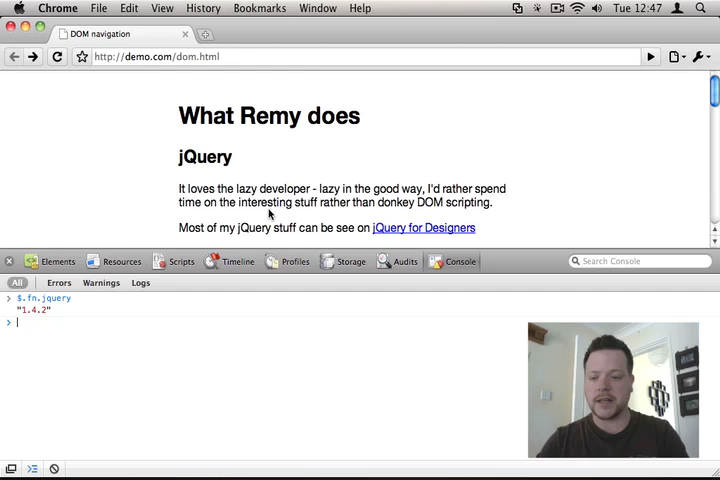 Chrome File Edit View History Bookmarks Window Help Tue 12:47
DOM navigation
http://demo.com/dom.html
What Remy does
jQuery
It loves the lazy developer - lazy in the good way, I'd rather spend
time on the interesting stuff rather than donkey DOM scripting.
Most of my jQuery stuff can be see on jQuery for Designers
Elements Resources Scripts Timeline Profiles Storage Audits Console Search Console
All Errors Warnings Logs
> $.fn.jquery
"1.4.2"
>